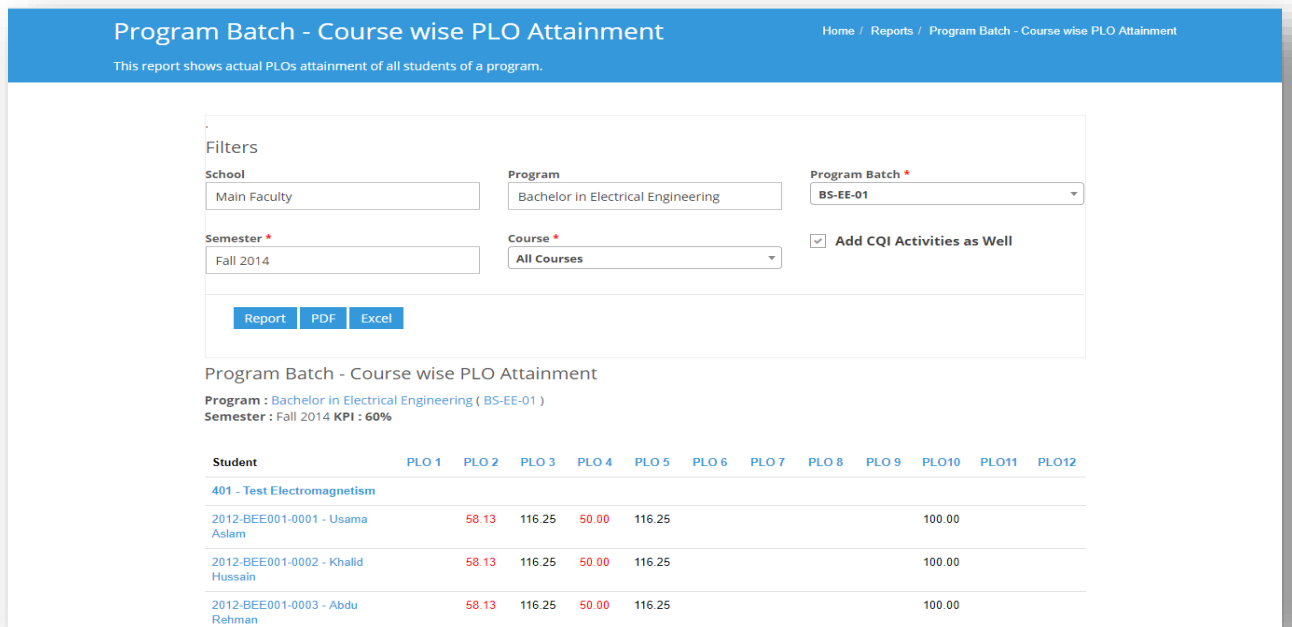 Program Batch - Course wise PLO Attainment
Home / Reports / Program Batch - Course wise PLO Attainment
This report shows actual PLOs attainment of all students of a program.
Filters
School Program Program Batch *
Main Faculty Bachelor in Electrical Engineering BS-EE-01
Semester * Course * Add CQI Activities as Well
Fall 2014 All Courses
Report PDF Excel
Program Batch - Course wise PLO Attainment
Program : Bachelor in Electrical Engineering ( BS-EE-01 )
Semester : Fall 2014 KPI : 60%
Student PLO 1 PLO 2 PLO 3 PLO 4 PLO 5 PLO 6 PLO 7 PLO 8 PLO 9 PLO10 PLO11 PLO12
401 - Test Electromagnetism
2012-BEE001-0001 - Usama 58.13 116.25 50.00 116.25 100.00
Aslam
2012-BEE001-0002 - Khalid 58.13 116.25 50.00 116.25 100.00
Hussain
2012-BEE001-0003 - Abdu 58.13 116.25 50.00 116.25 100.00
Rehman